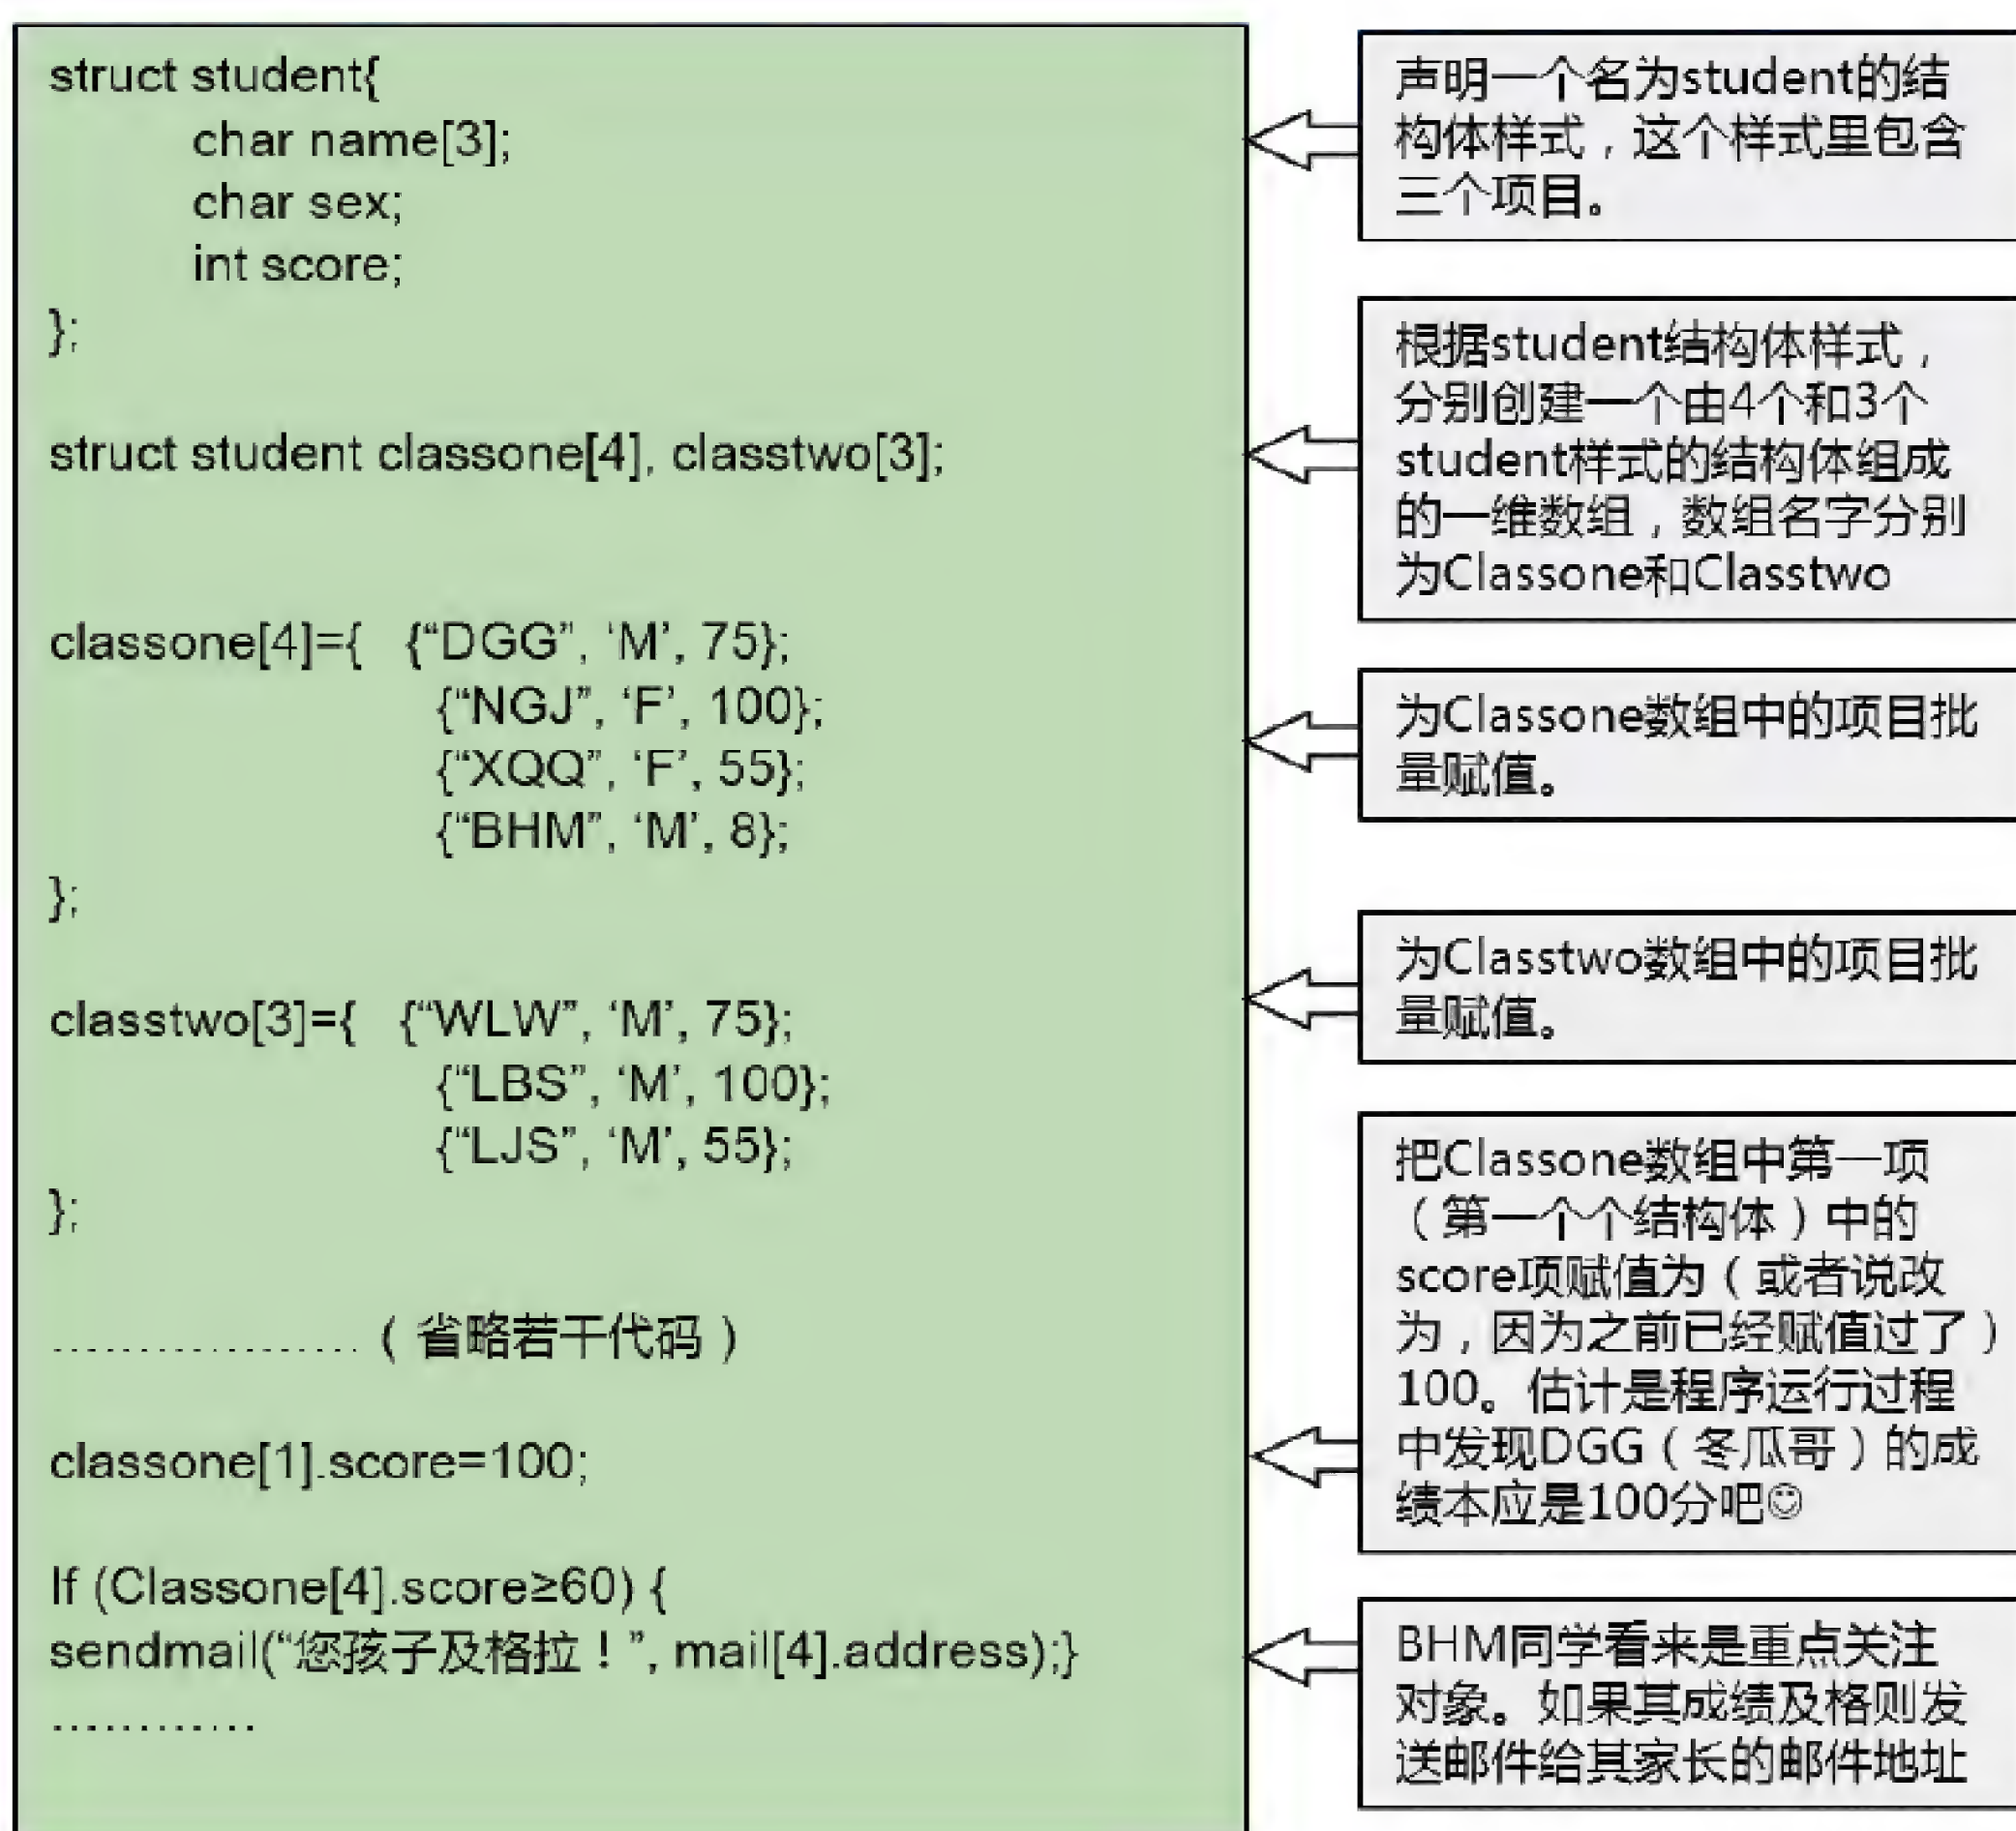 struct student{
char name[3];
char sex;
int score;
};
struct student classone[4], classtwo[3];
classone[4]={ {“DGG”, ‘M’, 75};
{“NGJ”, ‘F’, 100};
{“XQQ”, ‘F’, 55};
{“BHM”, ‘M’, 8};
};
classtwo[3]={ {“WLW”, ‘M’, 75};
{“LBS”, ‘M’, 100};
{“LJS”, ‘M’, 55};
};
.................. （省略若干代码）
classone[1].score=100;
If (Classone[4].score≥60) {
sendmail(“您孩子及格拉！”, mail[4].address);}
............
声明一个名为student的结
构体样式，这个样式里包含
三个项目。
根据student结构体样式，
分别创建一个由4个和3个
student样式的结构体组成
的一维数组，数组名字分别
为Classone和Classtwo
为Classone数组中的项目批
量赋值。
为Classtwo数组中的项目批
量赋值。
把Classone数组中第一项
（第一个个结构体）中的
score项赋值为（或者说改
为，因为之前已经赋值过了）
100。估计是程序运行过程
中发现DGG（冬瓜哥）的成
绩本应是100分吧☺
BHM同学看来是重点关注
对象。如果其成绩及格则发
送邮件给其家长的邮件地址